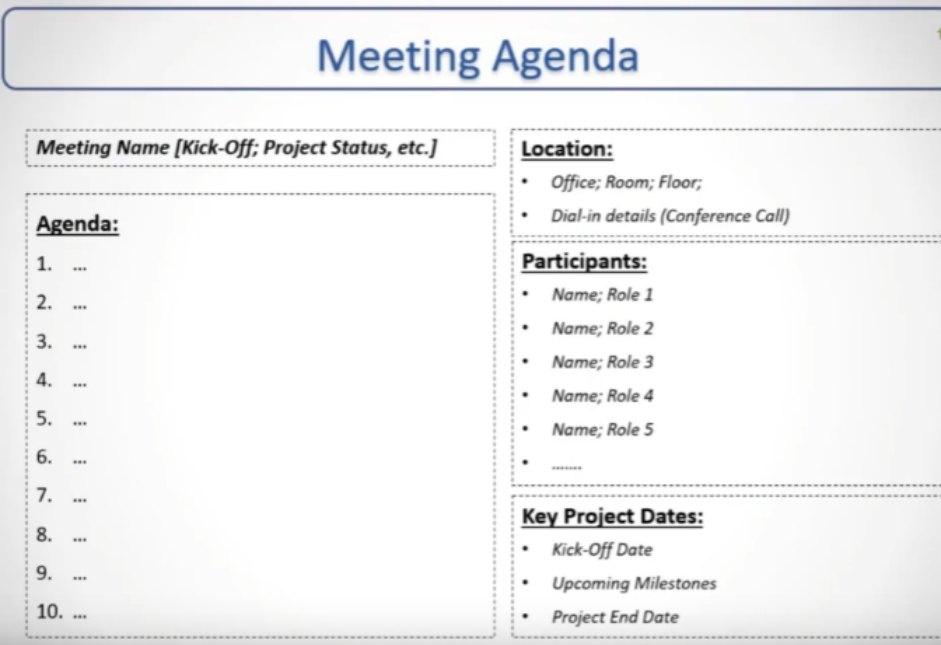 Meeting Agenda
Meeting Name [Kick-Off; Project Status, etc.]
Agenda:
1. ...
2. ...
3. ...
4. ...
5. ...
6. ...
7. ...
8. ...
9. ...
10. ...
Location:
• Office; Room; Floor;
• Dial-in details (Conference Call)
Participants:
• Name; Role 1
• Name; Role 2
• Name; Role 3
• Name; Role 4
• Name; Role 5
• .......
Key Project Dates:
• Kick-Off Date
• Upcoming Milestones
• Project End Date